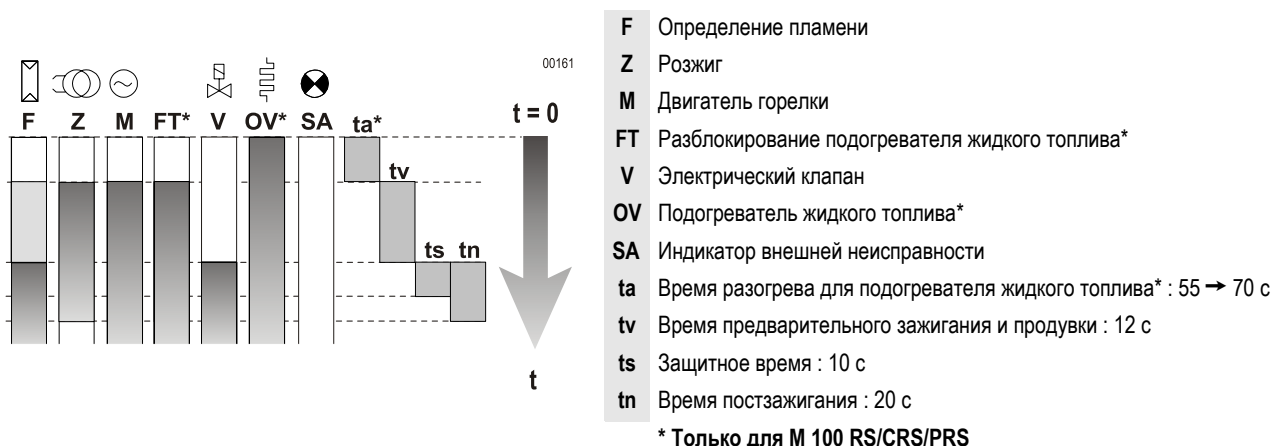 00161
F Z M FT* V OV* SA ta*
t = 0
tv
ts tn
t
F Определение пламени
Z Розжиг
M Двигатель горелки
FT Разблокирование подогревателя жидкого топлива*
V Электрический клапан
OV Подогреватель жидкого топлива*
SA Индикатор внешней неисправности
ta Время разогрева для подогревателя жидкого топлива* : 55 ➞ 70 с
tv Время предварительного зажигания и продувки : 12 с
ts Защитное время : 10 с
tn Время постзажигания : 20 с
* Только для M 100 RS/CRS/PRS